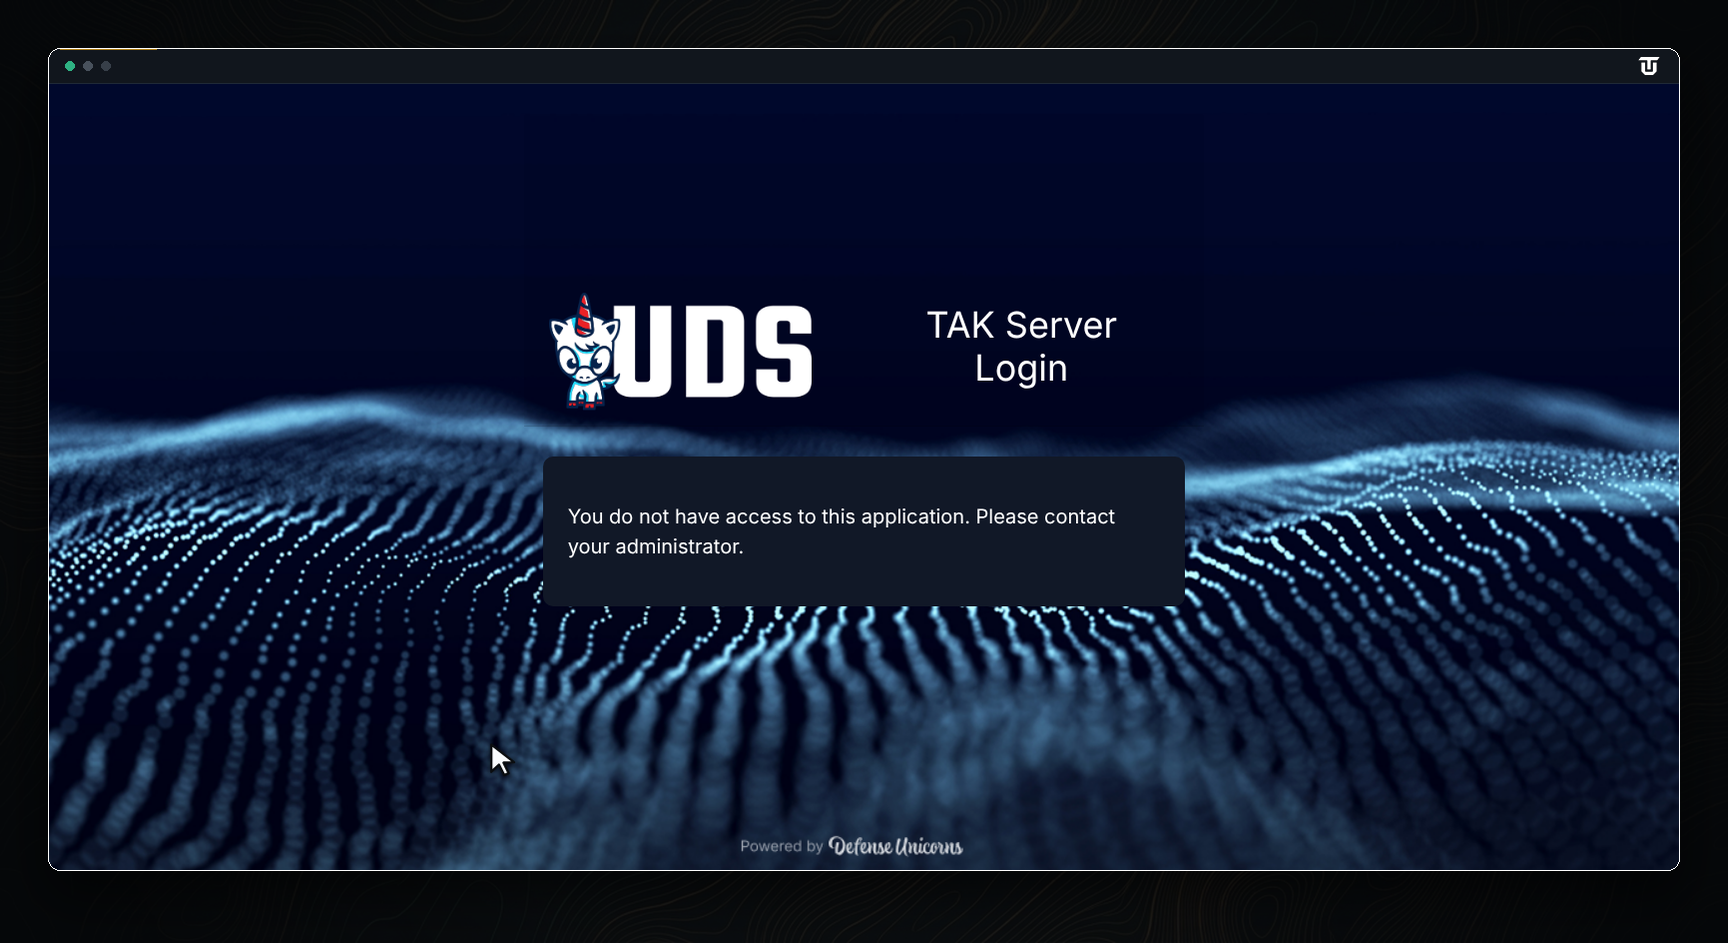 UDS
TAK Server
Login
You do not have access to this application. Please contact
your administrator.
Powered by Defense Unicorns